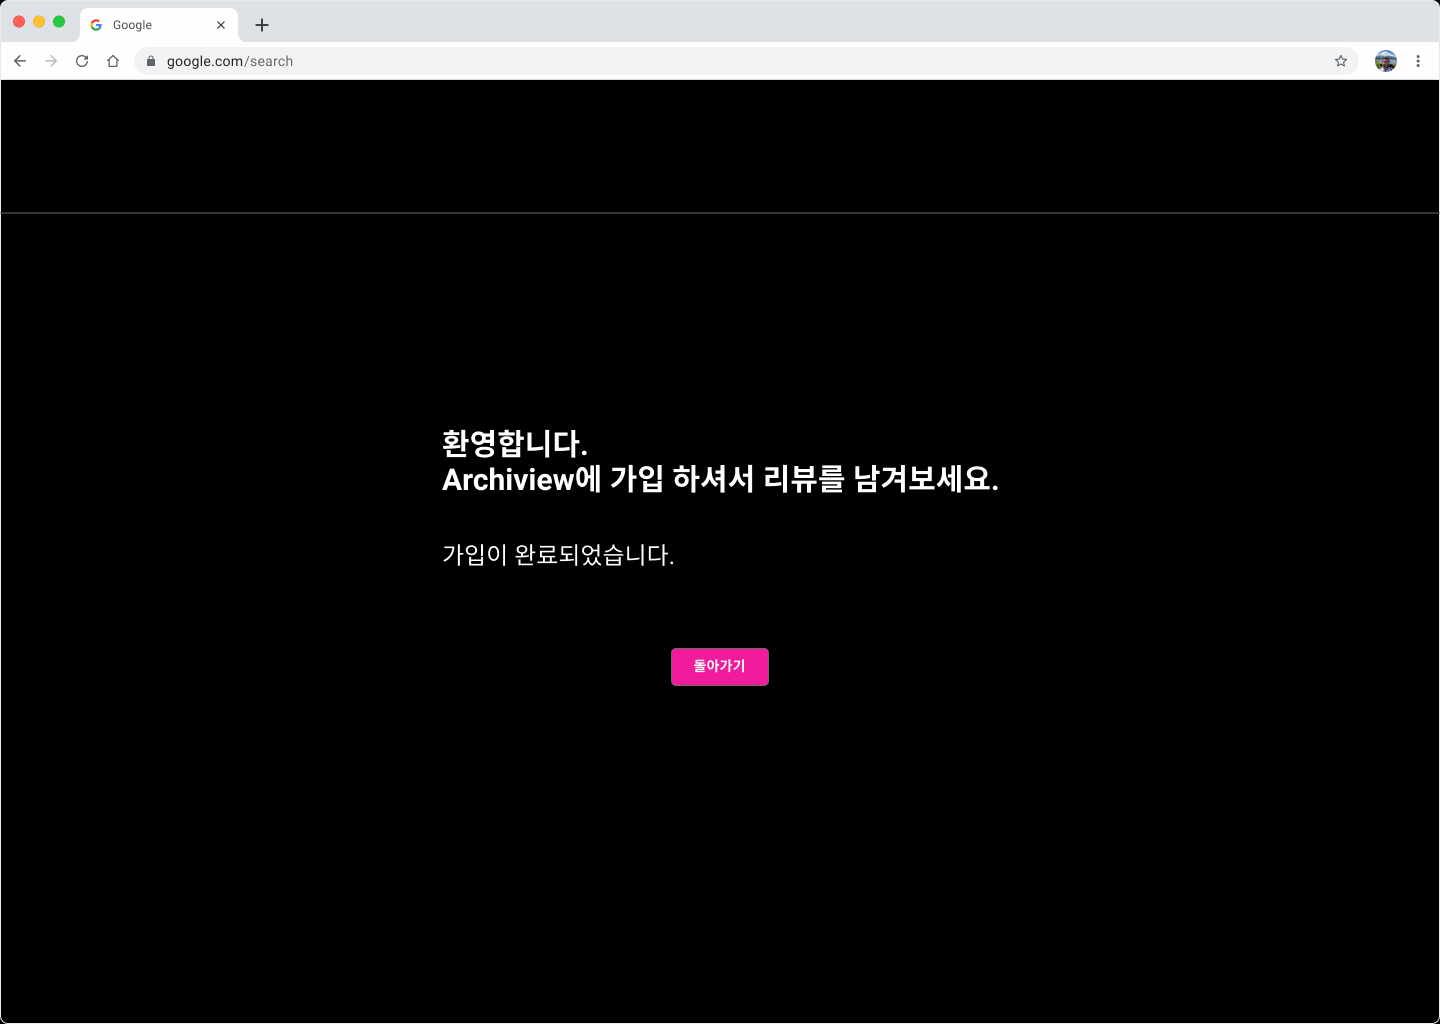 Google
google.com/search
환영합니다.
Archiview에 가입 하셔서 리뷰를 남겨보세요.
가입이 완료되었습니다.
돌아가기